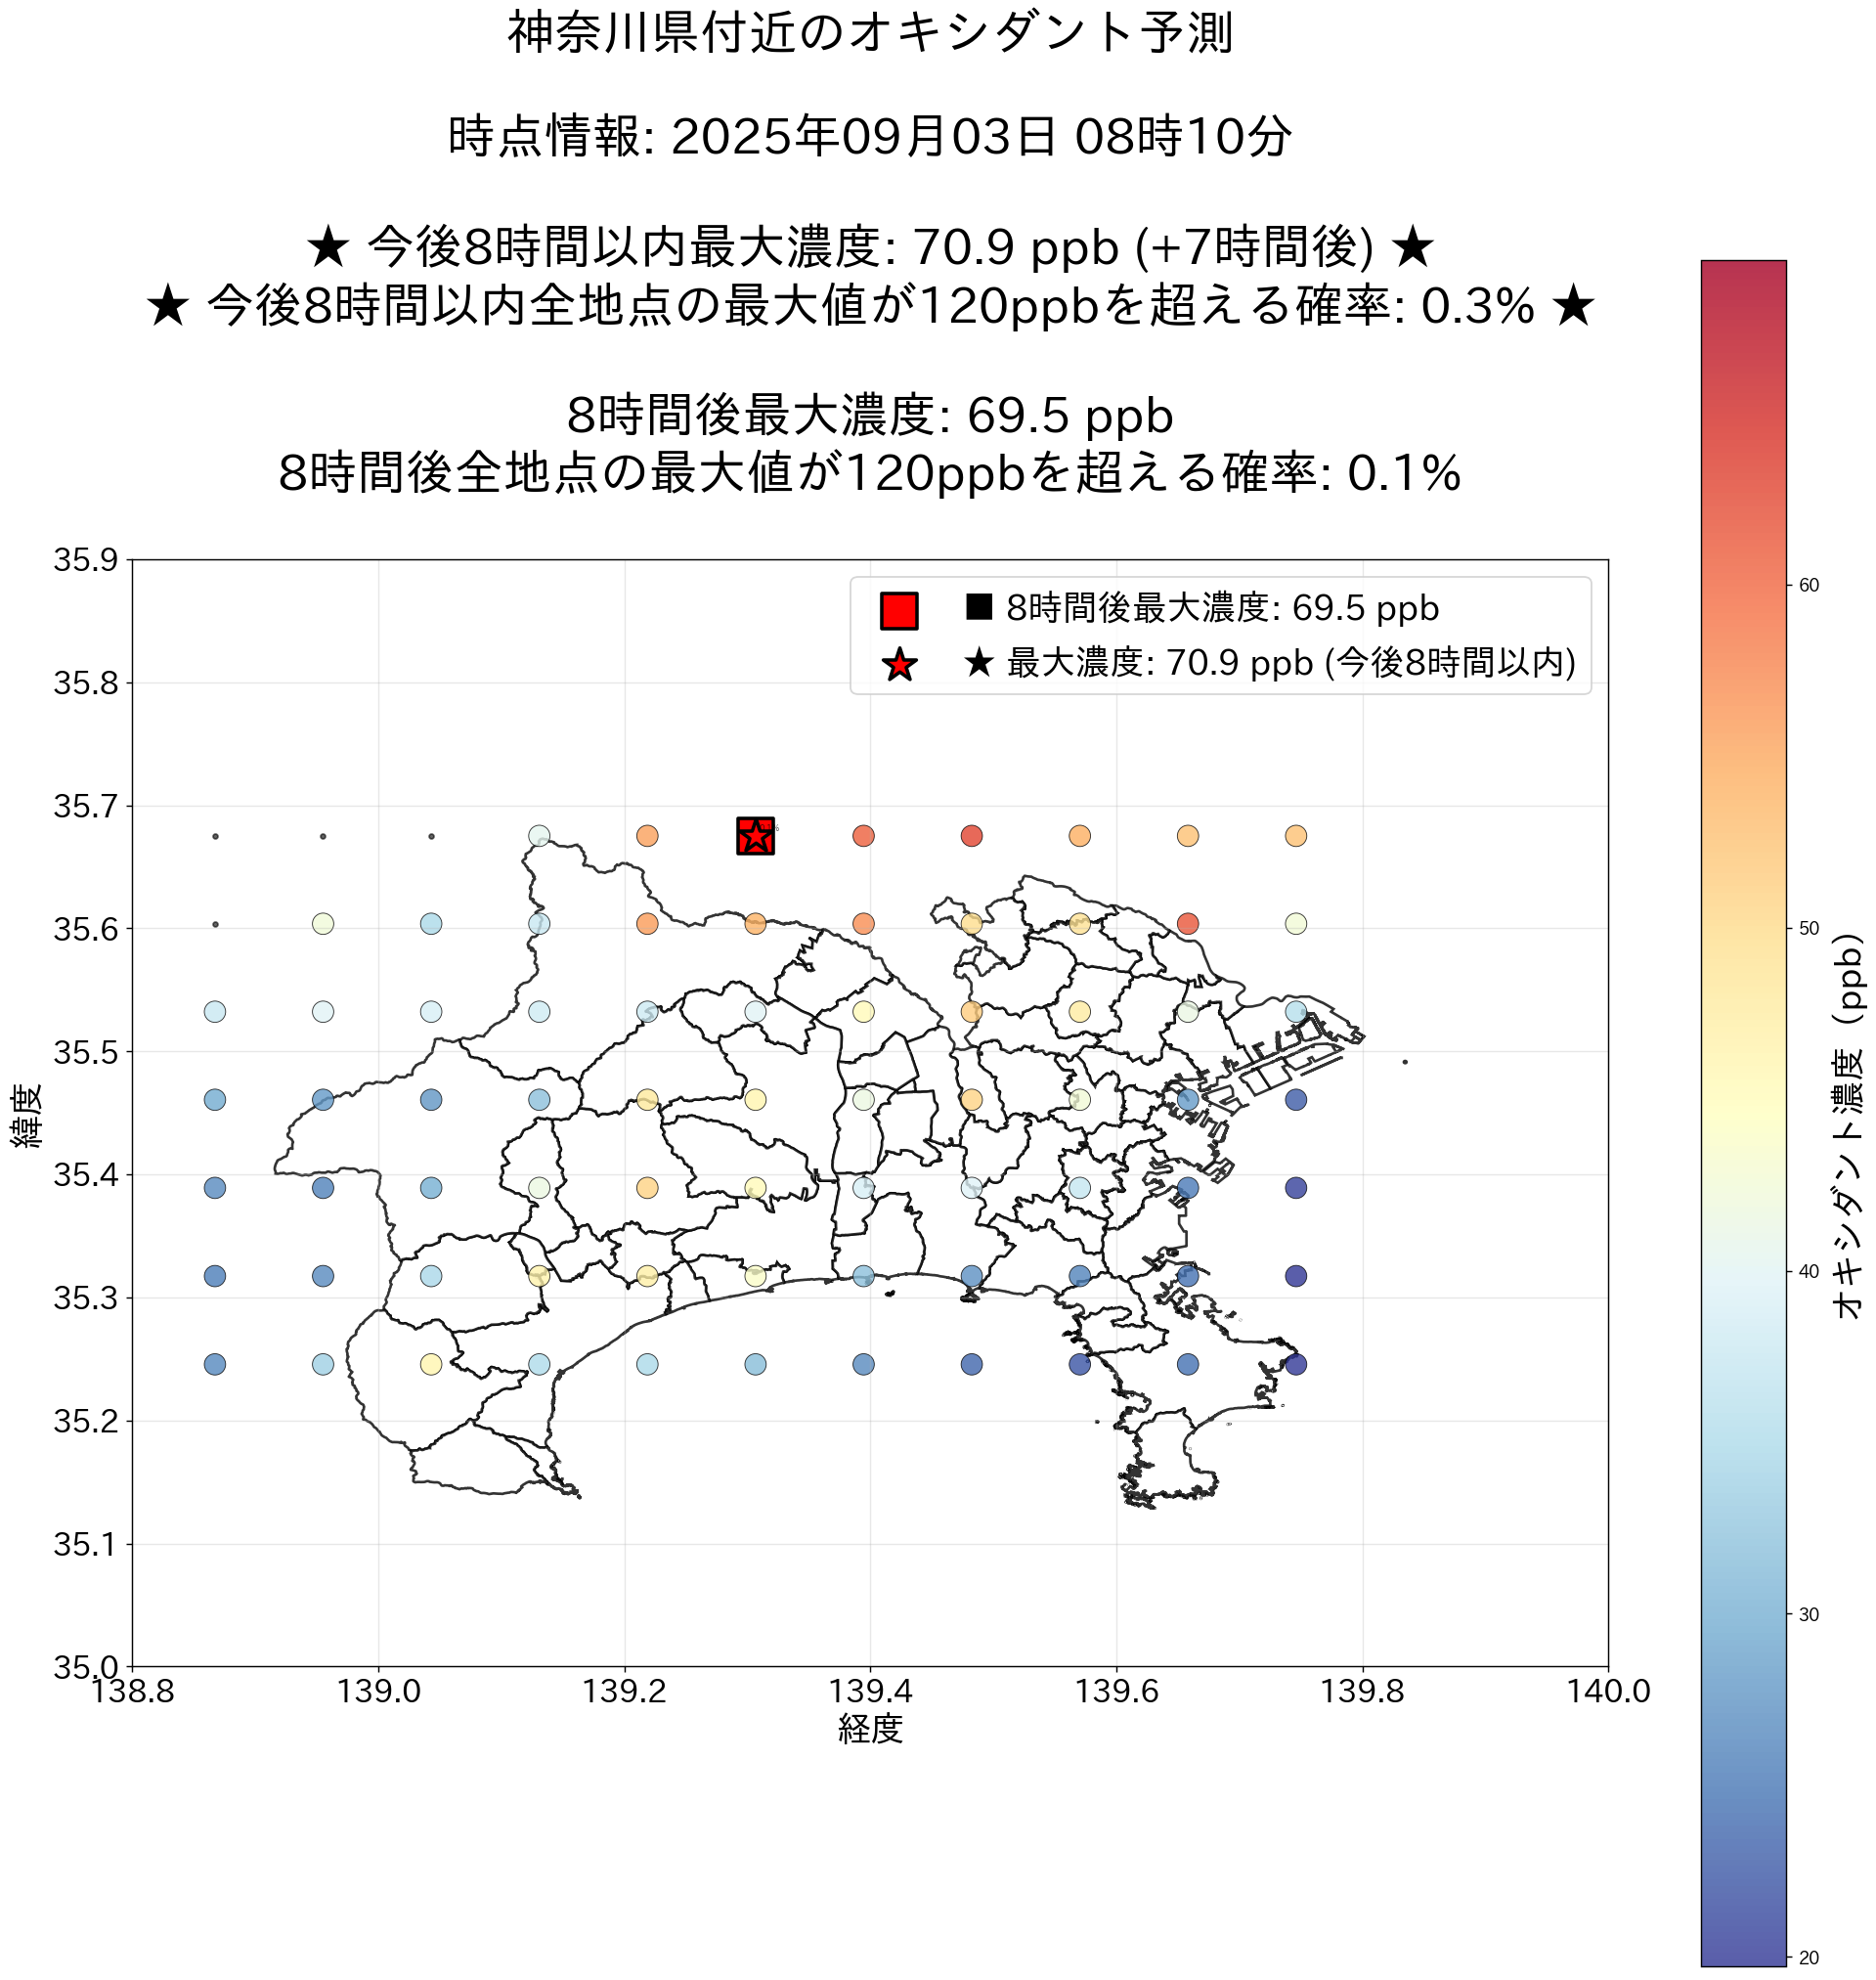 神奈川県付近のオキシダント予測
時点情報: 2025年09月03日 08時10分
★ 今後8時間以内最大濃度: 70.9 ppb (+7時間後) ★
★ 今後8時間以内全地点の最大値が120ppbを超える確率: 0.3% ★
8時間後最大濃度: 69.5 ppb
8時間後全地点の最大値が120ppbを超える確率: 0.1%
■ 8時間後最大濃度: 69.5 ppb
★ 最大濃度: 70.9 ppb (今後8時間以内)
35.9
35.8
35.7
35.6
35.5
35.4
35.3
35.2
35.1
35.0
緯度
138.8
139.0
139.2
139.4
139.6
139.8
140.0
経度
60
50
40
30
20
オキシダント濃度（ppb）